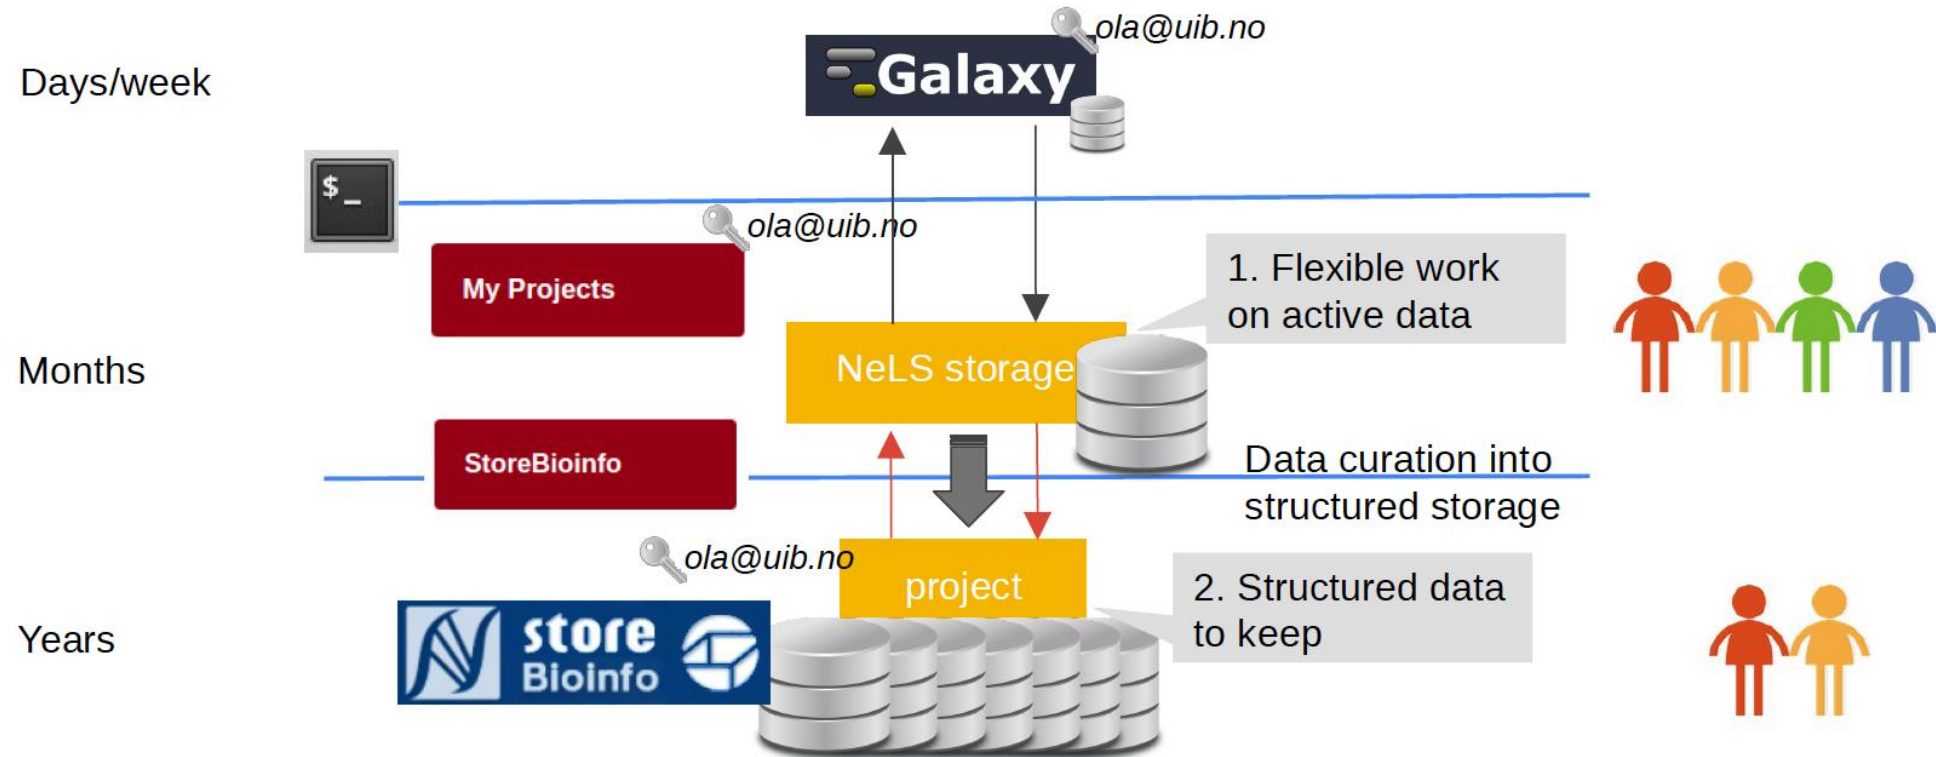 ola@uib.no
Galaxy
Days/week
$_
ola@uib.no
My Projects
1. Flexible work
on active data
NeLS storage
Months
StoreBioinfo
Data curation into
structured storage
ola@uib.no
project
2. Structured data
to keep
store
Bioinfo
Years